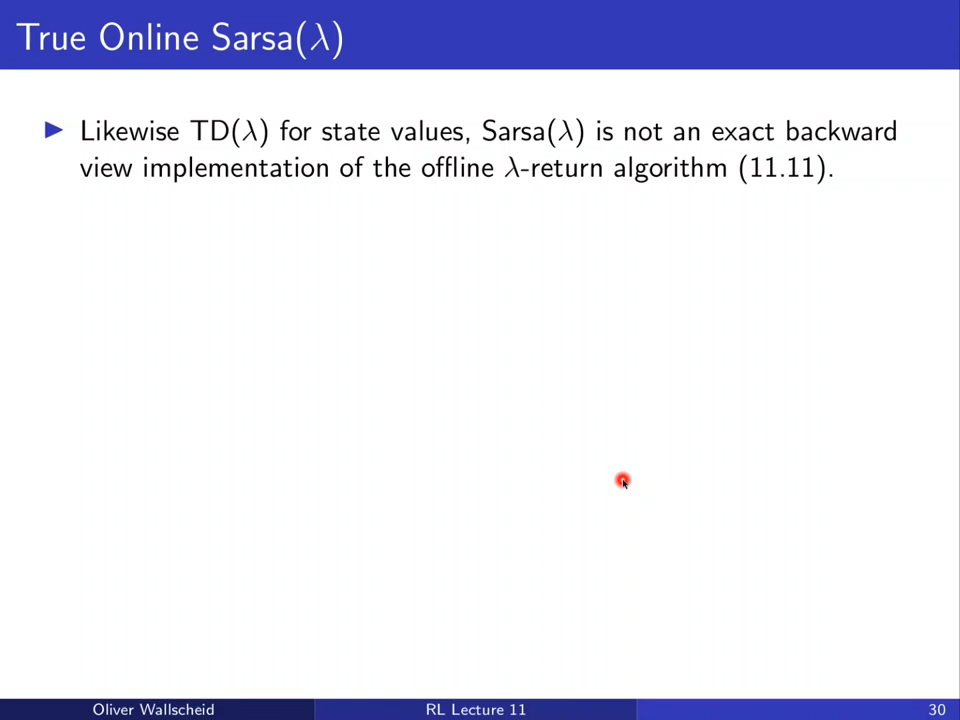 True Online Sarsa(λ)
Likewise TD(λ) for state values, Sarsa(λ) is not an exact backward
view implementation of the offline λ-return algorithm (11.11).
Oliver Wallscheid
RL Lecture 11
30